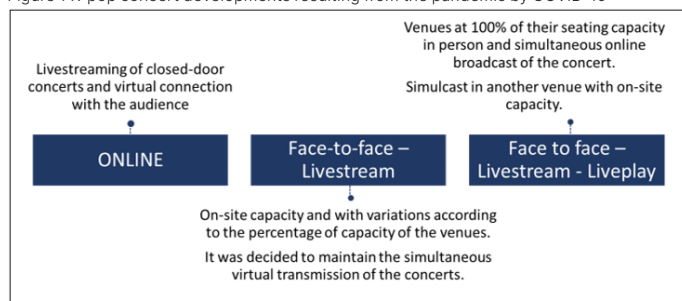 Venues at 100% of their seating capacity
in person and simultaneous online
broadcast of the concert.
Simulcast in another venue with on-site
capacity.
Livestreaming of closed-door
concerts and virtual connection
with the audience
ONLINE
Face-to-face –
Livestream
Face to face –
Livestream - Liveplay
On-site capacity and with variations according
to the percentage of capacity of the venues.
It was decided to maintain the simultaneous
virtual transmission of the concerts.